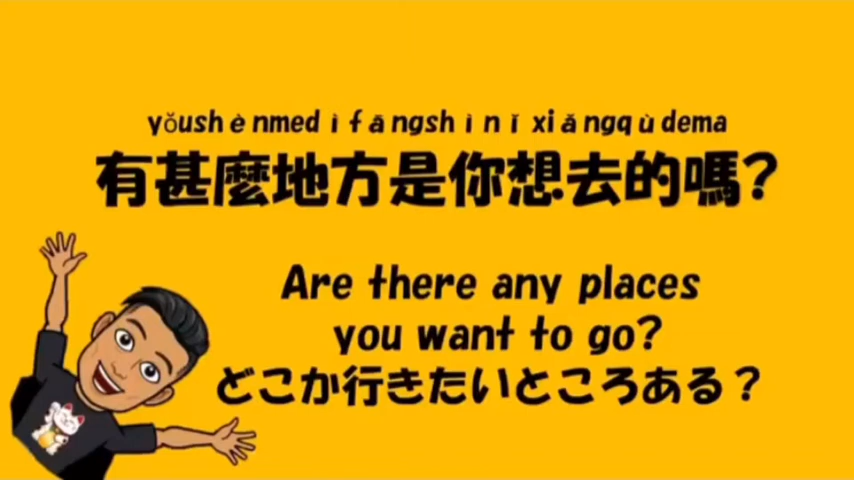 yǒushènmedìfāngshìnǐxiǎngqùdema
有甚麼地方是你想去的嗎?
Are there any places
you want to go?
どこか行きたいところある？